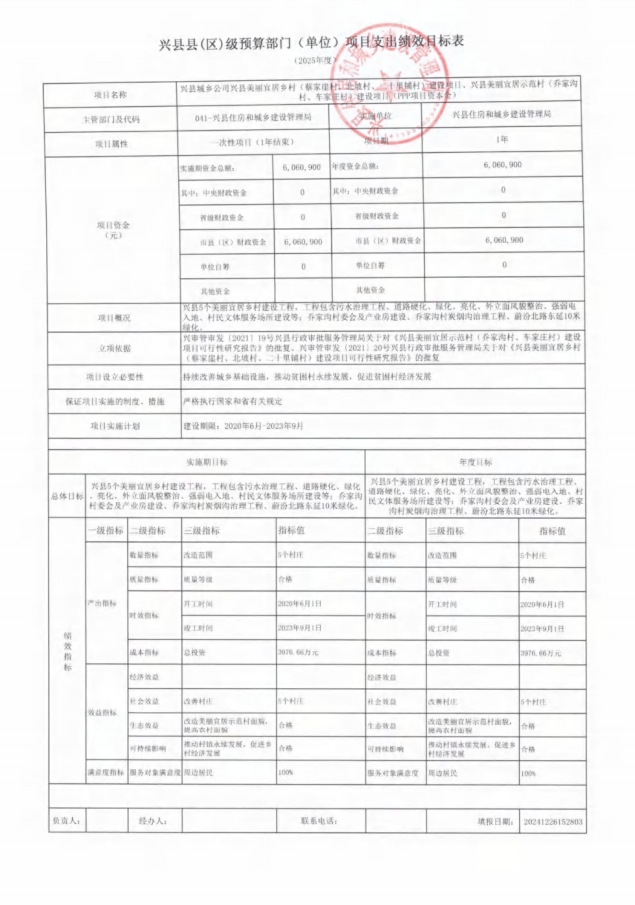 兴县县(区)级预算部门（单位）项目支出绩效目标表
（2025年度）
项目名称 兴县城乡公司兴县美丽宜居乡村（蔡家崖村、北坡村、二十里铺村）建设项目、兴县美丽宜居示范村（乔家沟
村、车家庄村）建设项目（PPP项目资本金）
主管部门及代码 041-兴县住房和城乡建设管理局 实施单位 兴县住房和城乡建设管理局
项目属性 一次性项目（1年结束） 项目期 1年
项目资金
（元）
实施期资金总额: 6,060,900 年度资金总额: 6,060,900
其中: 中央财政资金 0 其中: 中央财政资金 0
省级财政资金 0 省级财政资金 0
市县（区）财政资金 6,060,900 市县（区）财政资金 6,060,900
单位自筹 0 单位自筹 0
其他资金 其他资金
项目概况 兴县5个美丽宜居乡村建设工程，工程包含污水治理工程、道路硬化、绿化、亮化、外立面风貌整治、强弱电
入地、村民文体服务场所建设等；乔家沟村委会及产业房建设、乔家沟村炭烟沟治理工程、蔚汾北路东延10米
绿化。
立项依据 兴审管审发〔2021〕19号兴县行政审批服务管理局关于对《兴县美丽宜居示范村（乔家沟村、车家庄村）建设
项目可行性研究报告》的批复、兴审管审发〔2021〕20号兴县行政审批服务管理局关于对《兴县美丽宜居乡村
（蔡家崖村、北坡村、二十里铺村）建设项目可行性研究报告》的批复
项目设立必要性 持续改善城乡基础设施，推动贫困村永续发展，促进贫困村经济发展
保证项目实施的制度、措施 严格执行国家和省有关规定
项目实施计划 建设期限: 2020年6月-2023年9月
实施期目标 年度目标
总体目标 兴县5个美丽宜居乡村建设工程，工程包含污水治理工程、道路硬化、绿化
、亮化、外立面风貌整治、强弱电入地、村民文体服务场所建设等；乔家沟
村委会及产业房建设、乔家沟村炭烟沟治理工程、蔚汾北路东延10米绿化。
兴县5个美丽宜居乡村建设工程，工程包含污水治理工程、
道路硬化、绿化、亮化、外立面风貌整治、强弱电入地、村
民文体服务场所建设等；乔家沟村委会及产业房建设、乔家
沟村炭烟沟治理工程、蔚汾北路东延10米绿化。
绩效指标
一级指标 二级指标 三级指标 指标值 二级指标 三级指标 指标值
产出指标
数量指标 改造范围 5个村庄 数量指标 改造范围 5个村庄
质量指标 质量等级 合格 质量指标 质量等级 合格
时效指标 开工时间 2020年6月1日 时效指标 开工时间 2020年6月1日
竣工时间 2023年9月1日 竣工时间 2023年9月1日
成本指标 总投资 3976.66万元 成本指标 总投资 3976.66万元
效益指标
经济效益 经济效益
社会效益 改善村庄 5个村庄 社会效益 改善村庄 5个村庄
生态效益 改造美丽宜居示范村面貌，
提高农村面貌 合格 生态效益 改造美丽宜居示范村面貌，
提高农村面貌 合格
可持续影响 推动村镇永续发展，促进乡
村经济发展 合格 可持续影响 推动村镇永续发展，促进乡
村经济发展 合格
满意度指标 服务对象满意度 周边居民 100% 服务对象满意度 周边居民 100%
负责人: 经办人: 联系电话: 填报日期: 20241226152803